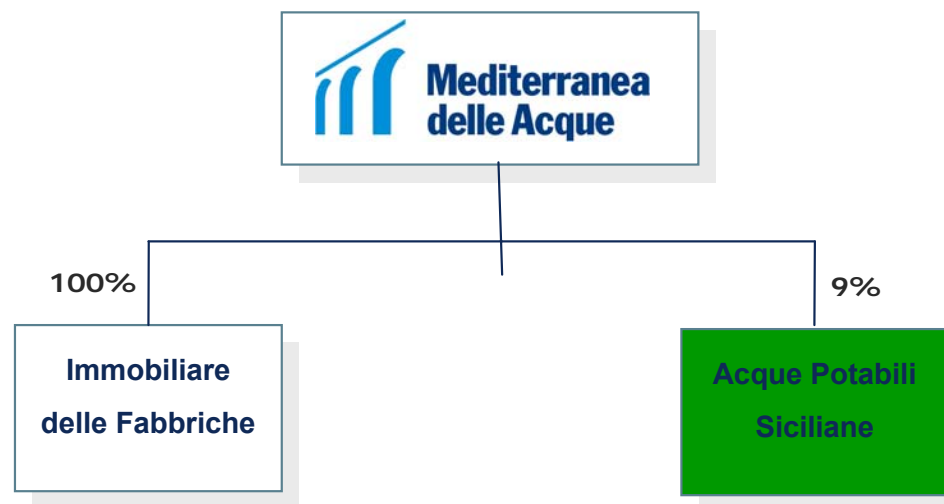 Mediterranea
delle Acque
100%
9%
Immobiliare
delle Fabbriche
Acque Potabili
Siciliane